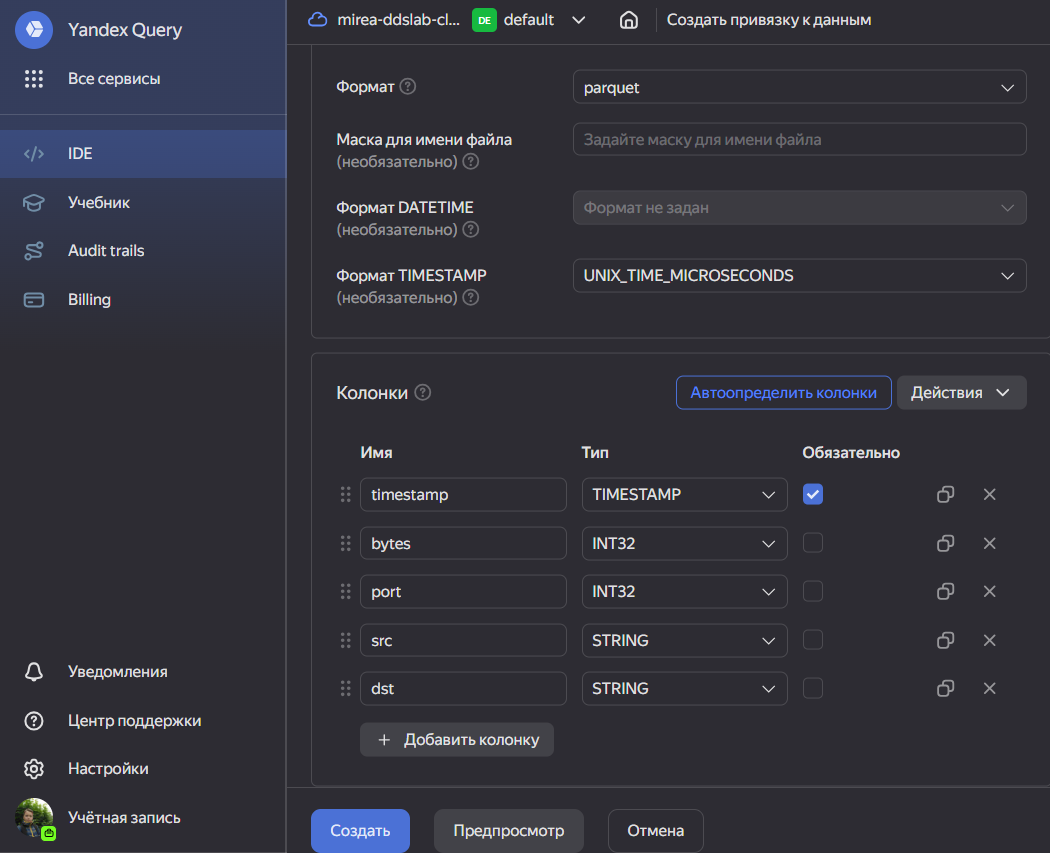 Yandex Query
Все сервисы
IDE
Учебник
Audit trails
Billing
Уведомления
Центр поддержки
Настройки
Учётная запись
mirea-ddslab-cl... DE default Создать привязку к данным
Формат ? parquet
Маска для имени файла Задайте маску для имени файла
(необязательно) ?
Формат DATETIME Формат не задан
(необязательно) ?
Формат TIMESTAMP UNIX_TIME_MICROSECONDS
(необязательно) ?
Колонки ? Автоопределить колонки Действия
Имя Тип Обязательно
timestamp TIMESTAMP
bytes INT32
port INT32
src STRING
dst STRING
+ Добавить колонку
Создать Предпросмотр Отмена